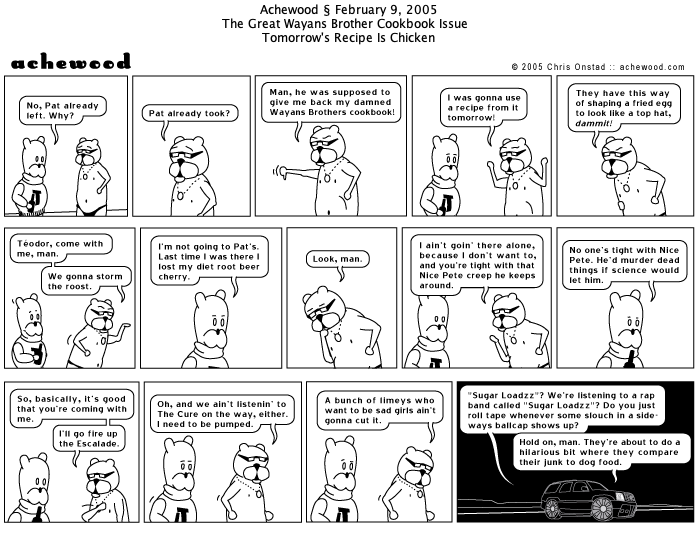 Achewood § February 9, 2005
The Great Wayans Brother Cookbook Issue
Tomorrow's Recipe Is Chicken
achewood
© 2005 Chris Onstad :: achewood.com
No, Pat already
left. Why?
Pat already took?
Man, he was supposed to
give me back my damned
Wayans Brothers cookbook!
I was gonna use
a recipe from it
tomorrow!
They have this way
of shaping a fried egg
to look like a top hat,
dammit!
Téodor, come with
me, man.
We gonna storm
the roost.
I'm not going to Pat's.
Last time I was there I
lost my diet root beer
cherry.
Look, man.
I ain't goin' there alone,
because I don't want to,
and you're tight with that
Nice Pete creep he keeps
around.
No one's tight with Nice
Pete. He'd murder dead
things if science would
let him.
So, basically, it's good
that you're coming with
me.
I'll go fire up
the Escalade.
Oh, and we ain't listenin' to
The Cure on the way, either.
I need to be pumped.
A bunch of limeys who
want to be sad girls ain't
gonna cut it.
"Sugar Loadzz"? We're listening to a rap
band called "Sugar Loadzz"? Do you just
roll tape whenever some slouch in a side-
ways ballcap shows up?
Hold on, man. They're about to do a
hilarious bit where they compare
their junk to dog food.